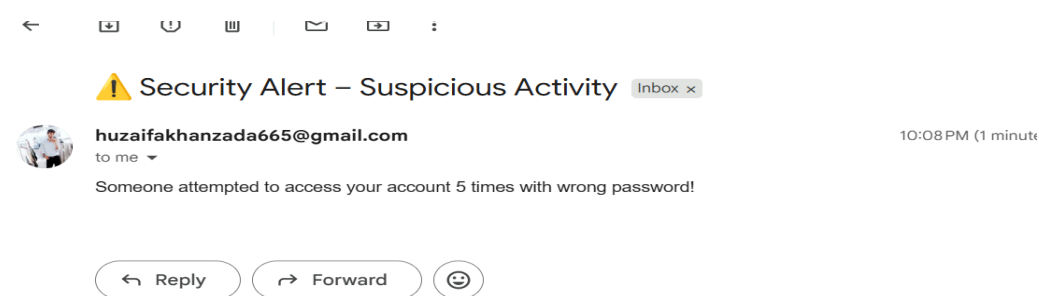 ⚠️ Security Alert – Suspicious Activity Inbox ×
huzaifakhanzada665@gmail.com 10:08 PM (1 minute
to me
Someone attempted to access your account 5 times with wrong password!
Reply Forward